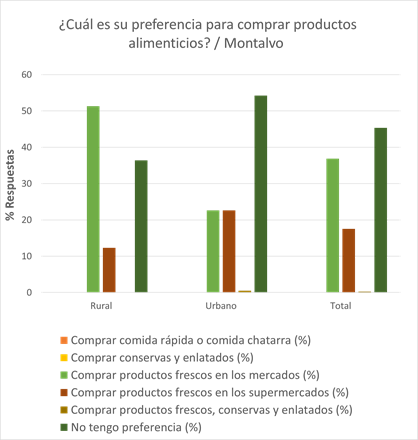 ¿Cuál es su preferencia para comprar productos
alimenticios? / Montalvo
% Respuestas
60
50
40
30
20
10
0
Rural
Urbano
Total
Comprar comida rápida o comida chatarra (%)
Comprar conservas y enlatados (%)
Comprar productos frescos en los mercados (%)
Comprar productos frescos en los supermercados (%)
Comprar productos frescos, conservas y enlatados (%)
No tengo preferencia (%)